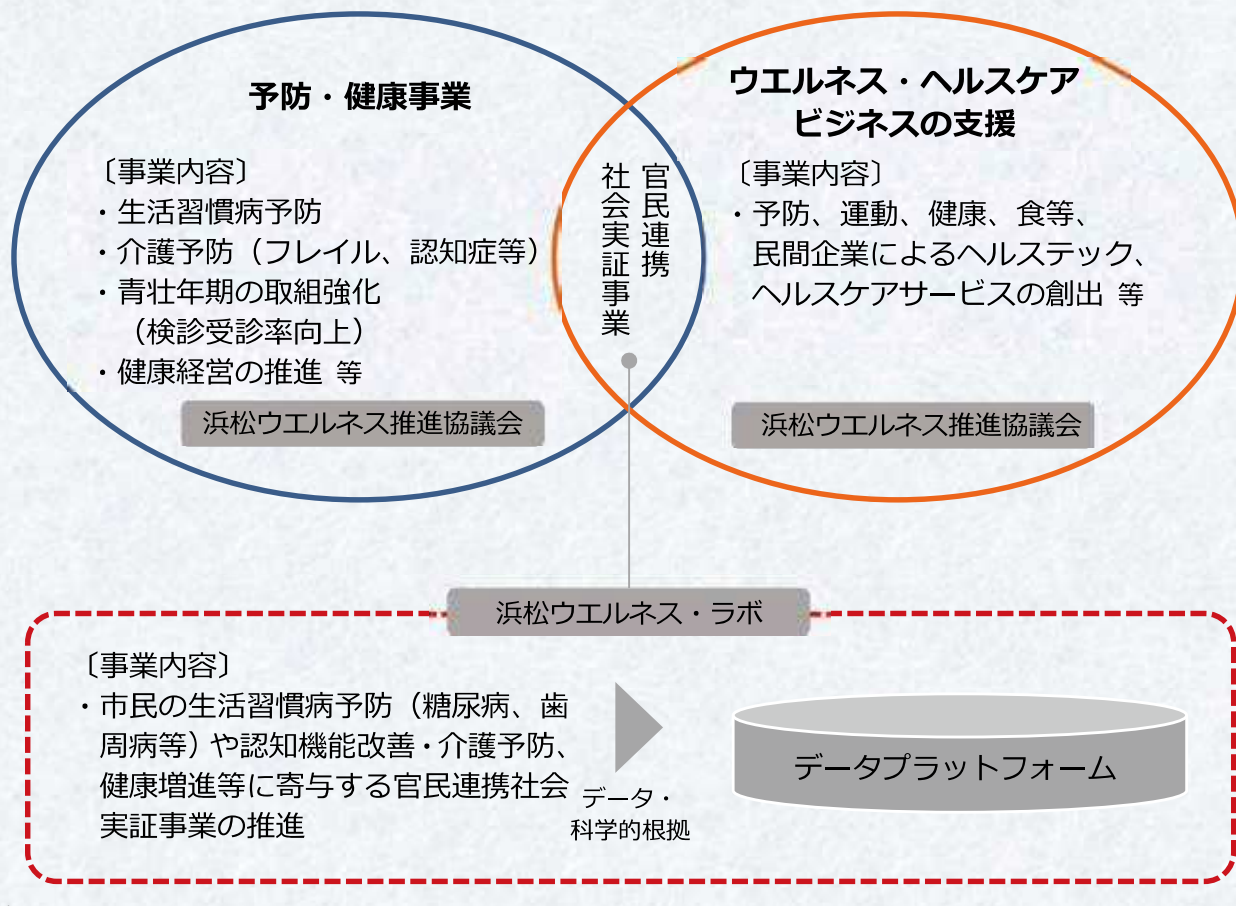 予防・健康事業
〔事業内容〕
・生活習慣病予防
・介護予防（フレイル、認知症等）
・青壮年期の取組強化
（検診受診率向上）
・健康経営の推進 等
浜松ウエルネス推進協議会
官民連携
社会実証事業
ウエルネス・ヘルスケア
ビジネスの支援
〔事業内容〕
・予防、運動、健康、食等、
民間企業によるヘルステック、
ヘルスケアサービスの創出 等
浜松ウエルネス推進協議会
浜松ウエルネス・ラボ
〔事業内容〕
・市民の生活習慣病予防（糖尿病、歯
周病等）や認知機能改善・介護予防、
健康増進等に寄与する官民連携社会
実証事業の推進
データ・
科学的根拠
データプラットフォーム